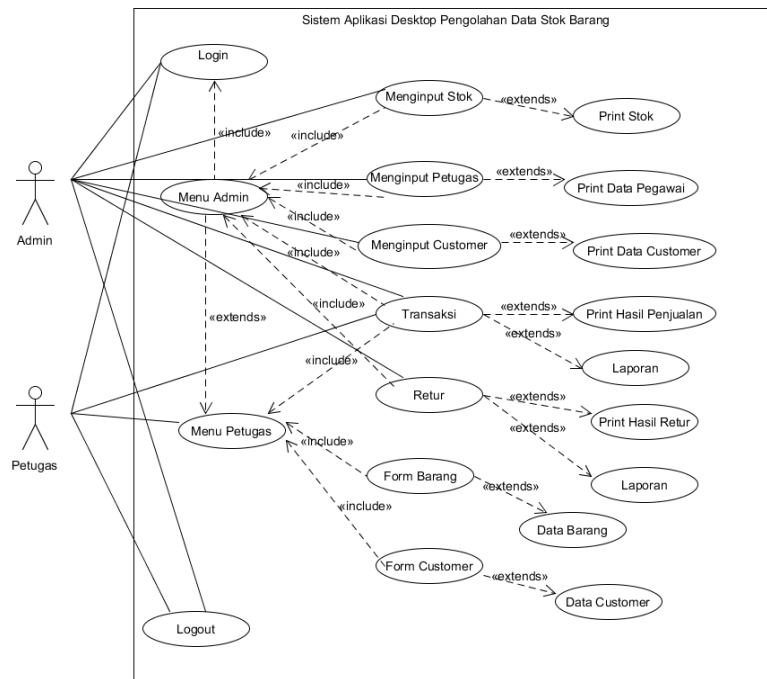 Sistem Aplikasi Desktop Pengolahan Data Stok Barang
Login
Menginput Stok
«extends»
Print Stok
«include»
«include»
Admin
Menu Admin
Menginput Petugas
«extends»
Print Data Pegawai
«include»
«include»
Menginput Customer
«extends»
Print Data Customer
«include»
«include»
Transaksi
«extends»
Print Hasil Penjualan
«extends»
«extends»
Laporan
«include»
Petugas
Menu Petugas
Retur
«extends»
Print Hasil Retur
«extends»
Laporan
«include»
Form Barang
«extends»
Data Barang
«include»
Form Customer
«extends»
Data Customer
Logout